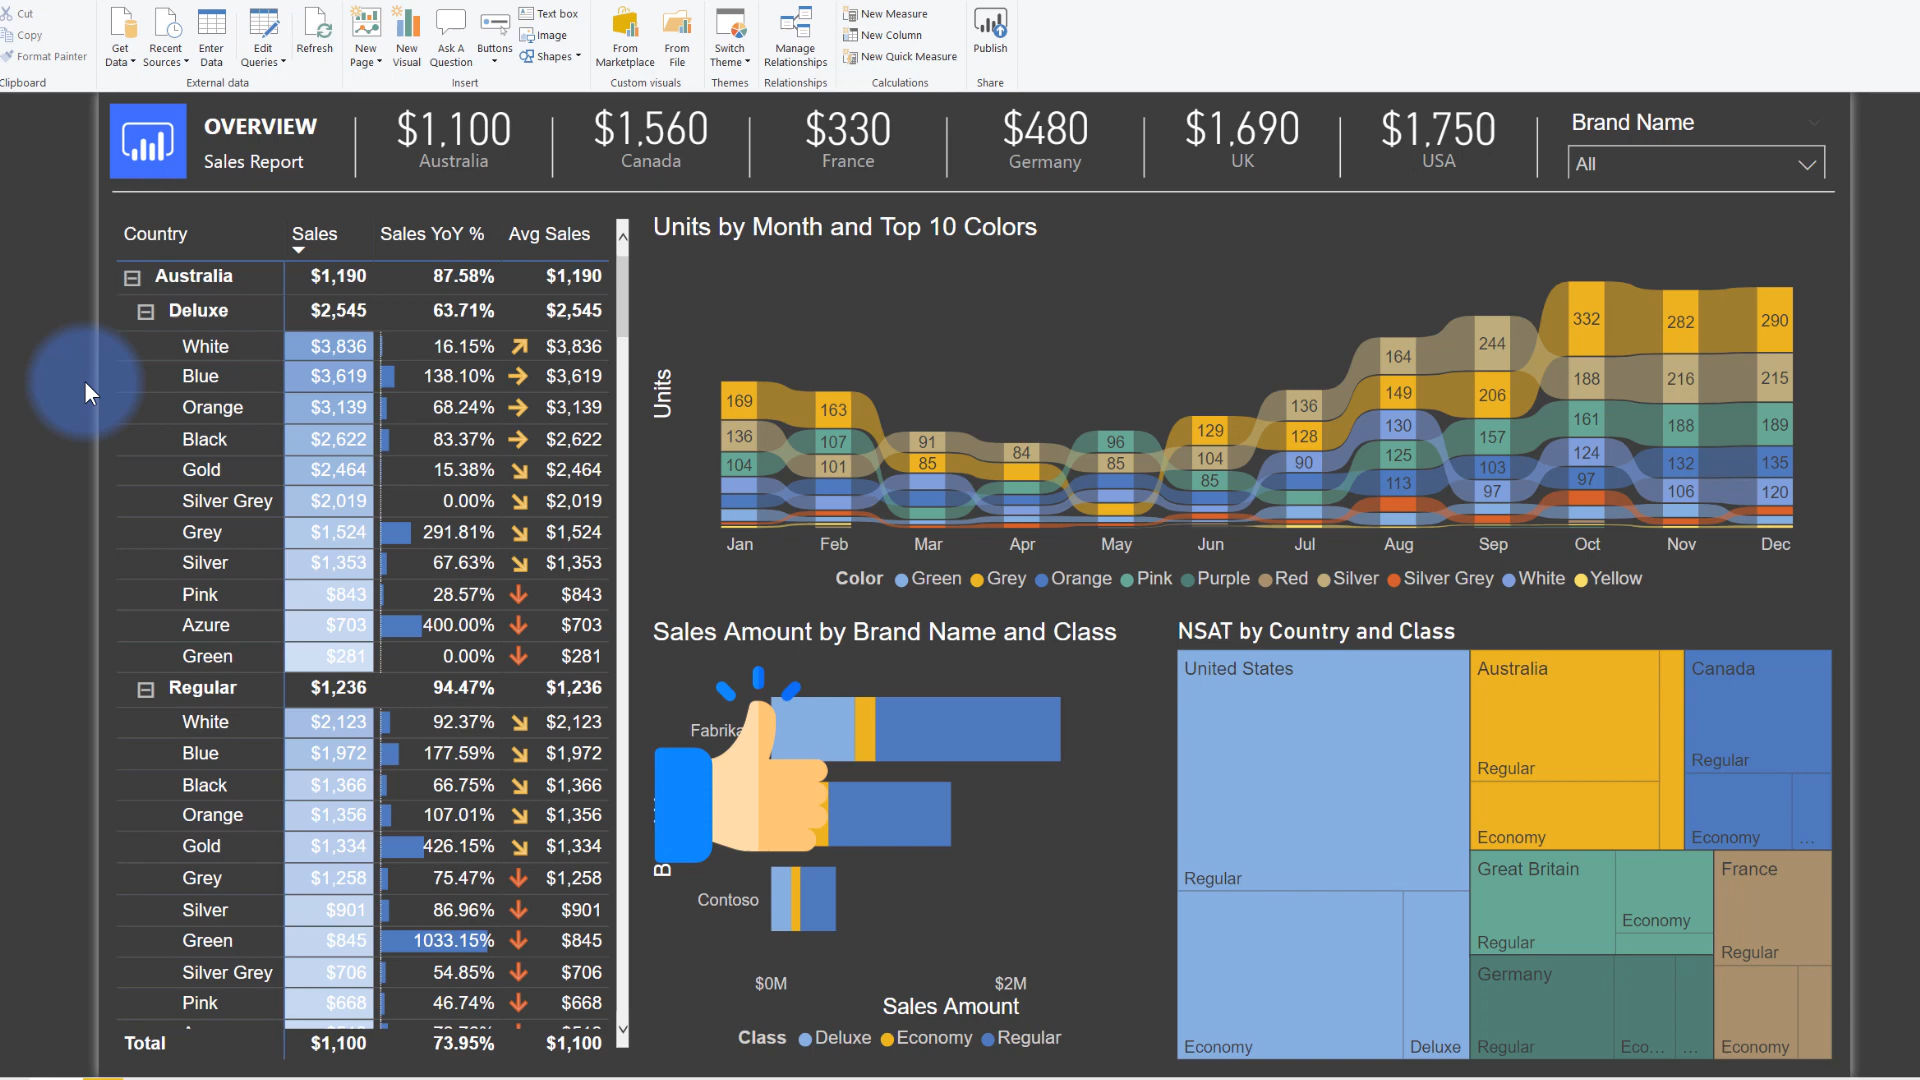 Cut
Copy
Format Painter
Clipboard
Get Data
Recent Sources
Enter Data
Edit Queries
Refresh
External data
New Page
New Visual
Ask A Question
Buttons
Text box
Image
Shapes
Insert
From Marketplace
From File
Custom visuals
Switch Theme
Themes
Manage Relationships
Relationships
New Measure
New Column
New Quick Measure
Calculations
Publish
Share
OVERVIEW
Sales Report
$1,100
Australia
$1,560
Canada
$330
France
$480
Germany
$1,690
UK
$1,750
USA
Brand Name
All
Country Sales Sales YoY % Avg Sales
Australia $1,190 87.58% $1,190
Deluxe $2,545 63.71% $2,545
White $3,836 16.15% $3,836
Blue $3,619 138.10% $3,619
Orange $3,139 68.24% $3,139
Black $2,622 83.37% $2,622
Gold $2,464 15.38% $2,464
Silver Grey $2,019 0.00% $2,019
Grey $1,524 291.81% $1,524
Silver $1,353 67.63% $1,353
Pink $843 28.57% $843
Azure $703 400.00% $703
Green $281 0.00% $281
Regular $1,236 94.47% $1,236
White $2,123 92.37% $2,123
Blue $1,972 177.59% $1,972
Black $1,366 66.75% $1,366
Orange $1,356 107.01% $1,356
Gold $1,334 426.15% $1,334
Grey $1,258 75.47% $1,258
Silver $901 86.96% $901
Green $845 1033.15% $845
Silver Grey $706 54.85% $706
Pink $668 46.74% $668
Total $1,100 73.95% $1,100
Units by Month and Top 10 Colors
Units
169 136 104
163 107 101
91 85
84
96 85
129 104 85
136 128 90
164 149 130 125 113
244 206 157 103 97
332 188 161 124 97
282 216 188 132 106
290 215 189 135 120
Jan Feb Mar Apr May Jun Jul Aug Sep Oct Nov Dec
Color Green Grey Orange Pink Purple Red Silver Silver Grey White Yellow
Sales Amount by Brand Name and Class
Fabrika
Contoso
$0M $2M
Sales Amount
Class Deluxe Economy Regular
NSAT by Country and Class
United States
Regular
Economy
Deluxe
Australia
Regular
Economy
Canada
Regular
Economy
...
Great Britain
Regular
Economy
Germany
Regular
Eco...
...
France
Regular
Economy